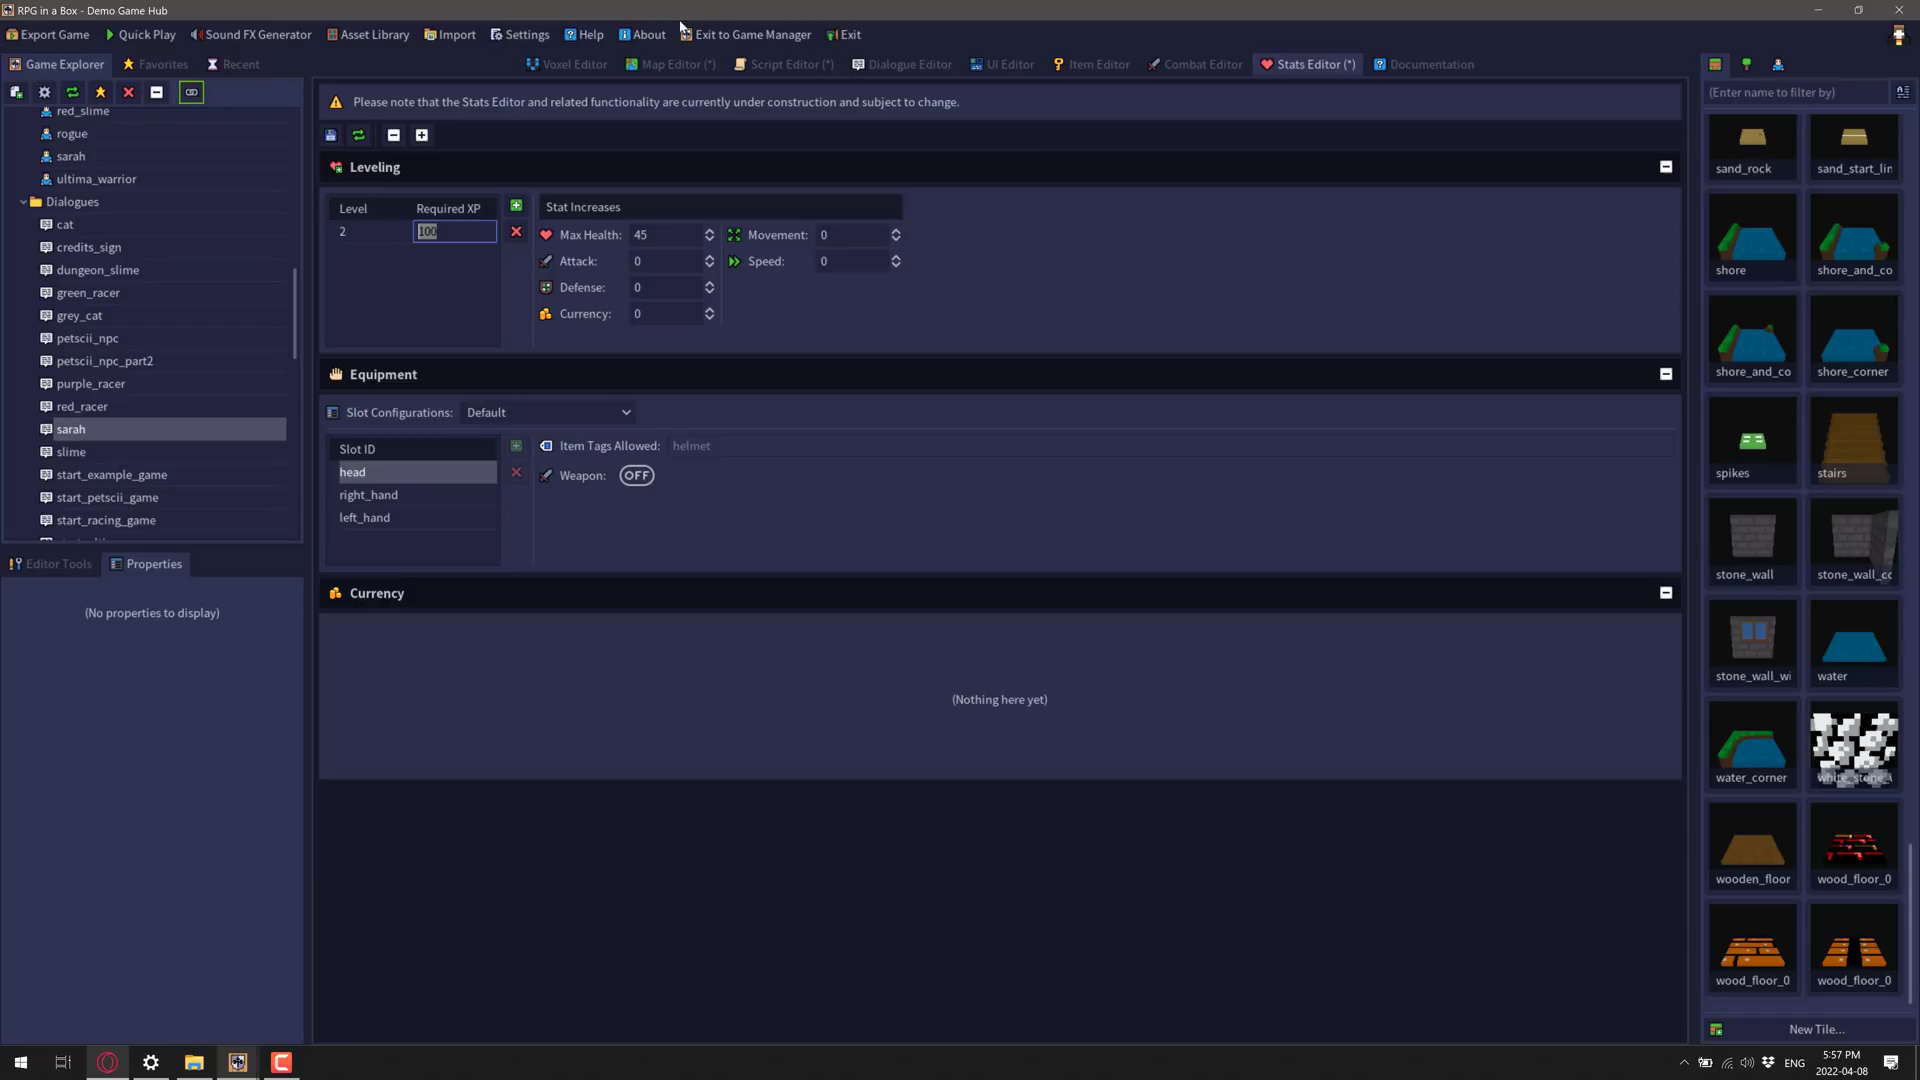 RPG in a Box - Demo Game Hub
Export Game Quick Play Sound FX Generator Asset Library Import Settings Help About Exit to Game Manager Exit
Game Explorer Favorites Recent
Voxel Editor Map Editor (*) Script Editor (*) Dialogue Editor UI Editor Item Editor Combat Editor Stats Editor (*) Documentation
(Enter name to filter by)
Please note that the Stats Editor and related functionality are currently under construction and subject to change.
red_slime
rogue
sarah
ultima_warrior
Dialogues
cat
credits_sign
dungeon_slime
green_racer
grey_cat
petscii_npc
petscii_npc_part2
purple_racer
red_racer
sarah
slime
start_example_game
start_petscii_game
start_racing_game
Editor Tools Properties
(No properties to display)
Leveling
Level Required XP
2 100
Stat Increases
Max Health: 45 Movement: 0
Attack: 0 Speed: 0
Defense: 0
Currency: 0
Equipment
Slot Configurations: Default
Slot ID
head
right_hand
left_hand
Item Tags Allowed: helmet
Weapon: OFF
Currency
(Nothing here yet)
sand_rock sand_start_lin
shore shore_and_co
shore_and_co shore_corner
spikes stairs
stone_wall stone_wall_cc
stone_wall_wi water
water_corner white_stone_
wooden_floor wood_floor_0
wood_floor_0 wood_floor_0
New Tile...
ENG
5:57 PM
2022-04-08